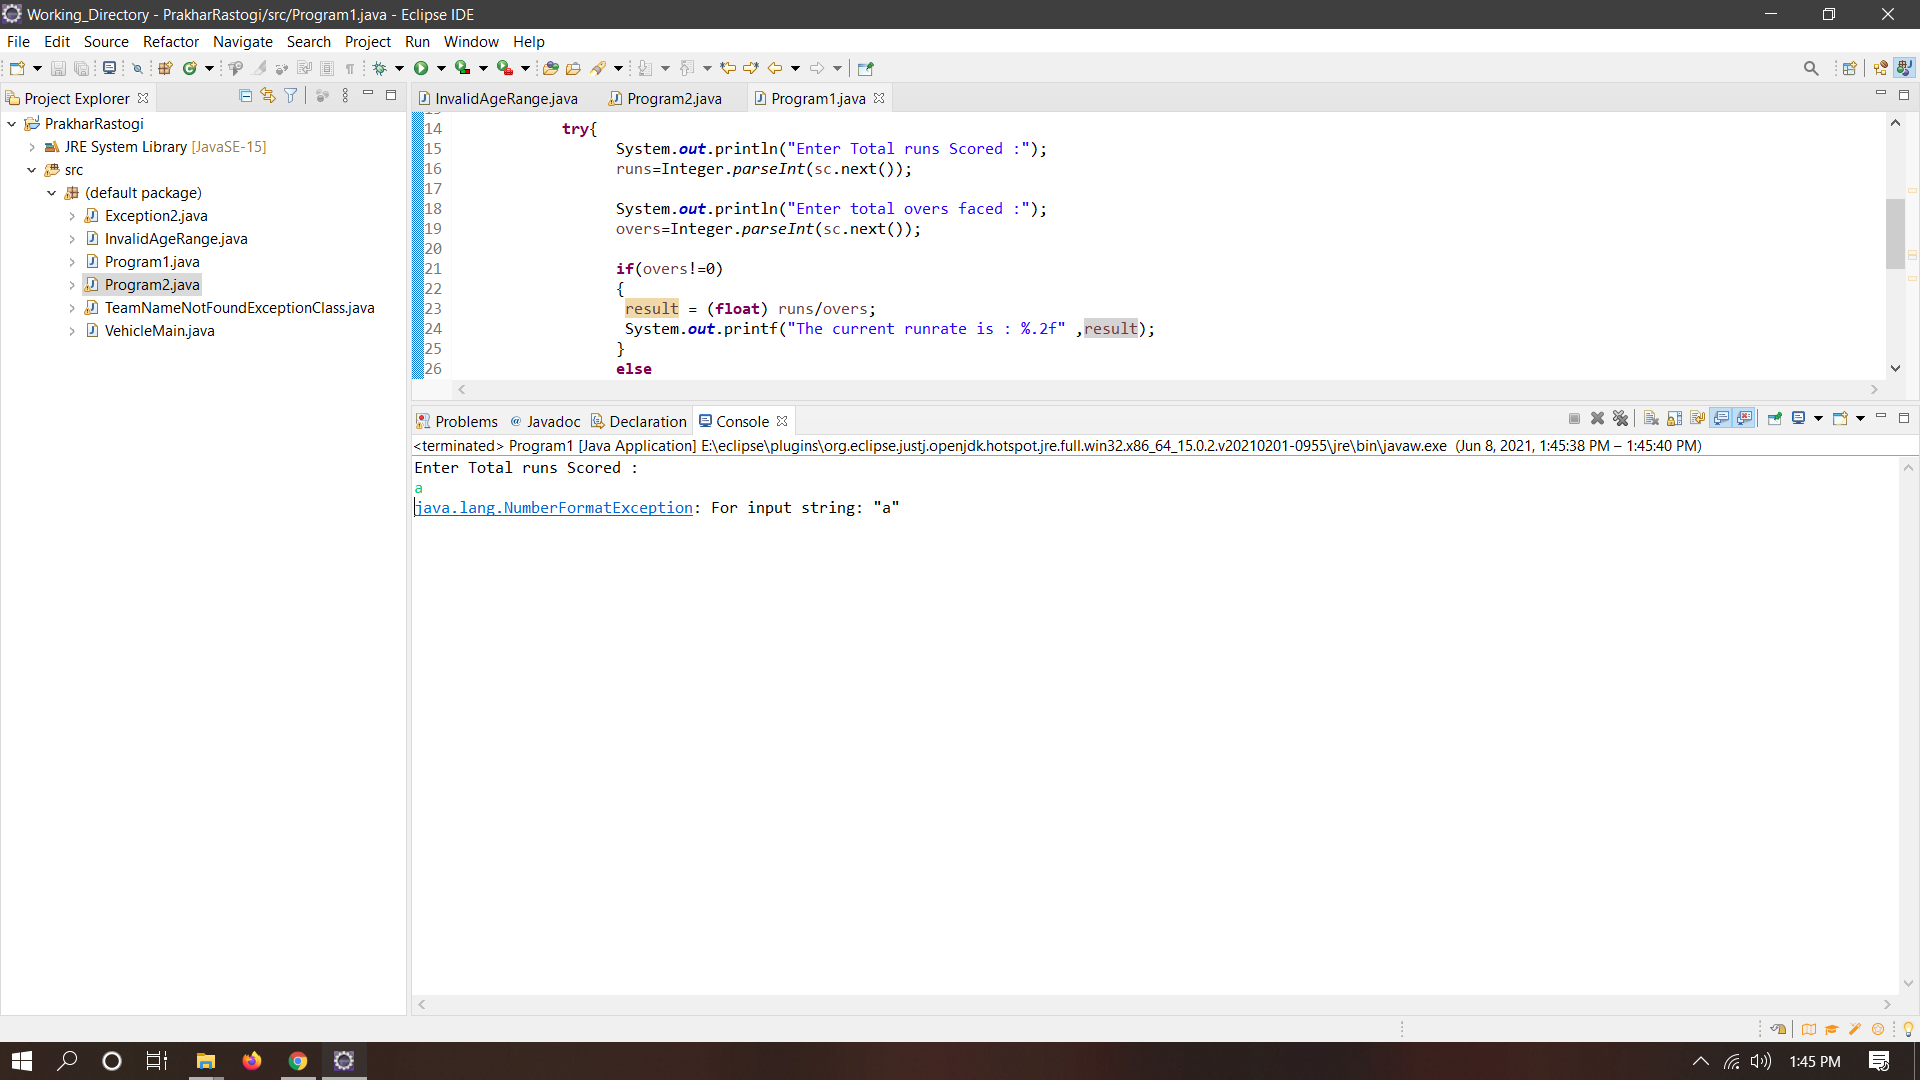 Working_Directory - PrakharRastogi/src/Program1.java - Eclipse IDE
File Edit Source Refactor Navigate Search Project Run Window Help
Project Explorer
PrakharRastogi
JRE System Library [JavaSE-15]
src
(default package)
Exception2.java
InvalidAgeRange.java
Program1.java
Program2.java
TeamNameNotFoundExceptionClass.java
VehicleMain.java
InvalidAgeRange.java Program2.java Program1.java
14 try{
15 System.out.println("Enter Total runs Scored :");
16 runs=Integer.parseInt(sc.next());
17
18 System.out.println("Enter total overs faced :");
19 overs=Integer.parseInt(sc.next());
20
21 if(overs!=0)
22 {
23 result = (float) runs/overs;
24 System.out.printf("The current runrate is : %.2f" ,result);
25 }
26 else
Problems Javadoc Declaration Console
<terminated> Program1 [Java Application] E:\eclipse\plugins\org.eclipse.justj.openjdk.hotspot.jre.full.win32.x86_64_15.0.2.v20210201-0955\jre\bin\javaw.exe (Jun 8, 2021, 1:45:38 PM – 1:45:40 PM)
Enter Total runs Scored :
a
java.lang.NumberFormatException: For input string: "a"
1:45 PM